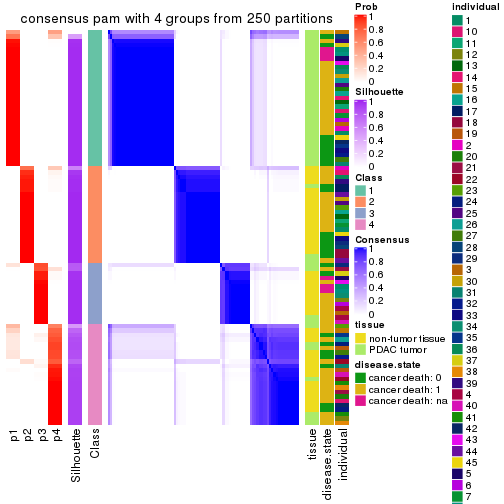 consensus pam with 4 groups from 250 partitions
Prob
1
0.8
0.6
0.4
0.2
0
Silhouette
1
0.8
0.6
0.4
0.2
0
Class
1
2
3
4
Consensus
1
0.8
0.6
0.4
0.2
0
tissue
non-tumor tissue
PDAC tumor
disease.state
cancer death: 0
cancer death: 1
cancer death: na
individual
1
10
11
12
13
14
15
16
17
18
19
2
20
21
22
23
24
25
26
27
28
29
3
30
31
32
33
34
35
36
37
38
39
4
40
41
42
43
44
45
5
6
7
p1
p2
p3
p4
Silhouette
Class
tissue
disease.state
individual